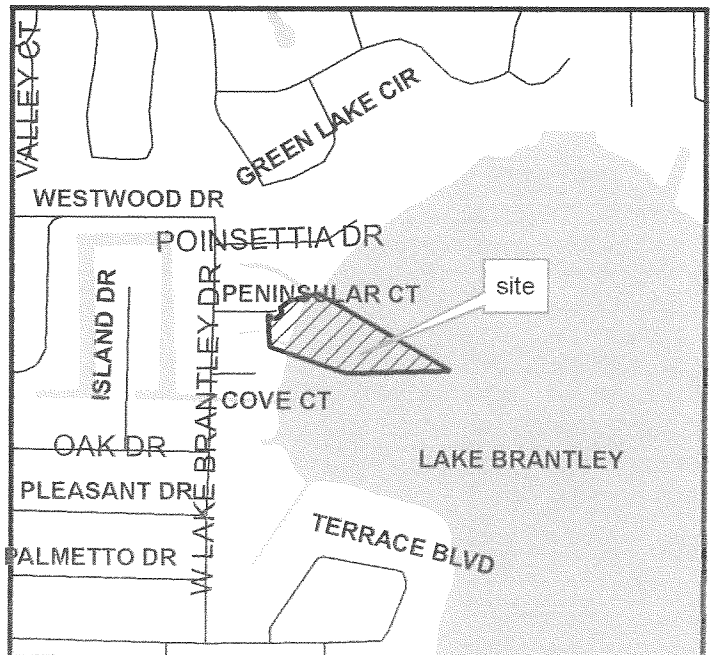 VALLEY CT
GREEN LAKE CIR
WESTWOOD DR
POINSETTIA DR
PENINSULAR CT
site
ISLAND DR
W LAKE BRANTLEY DR
COVE CT
OAK DR
LAKE BRANTLEY
PLEASANT DR
TERRACE BLVD
PALMETTO DR